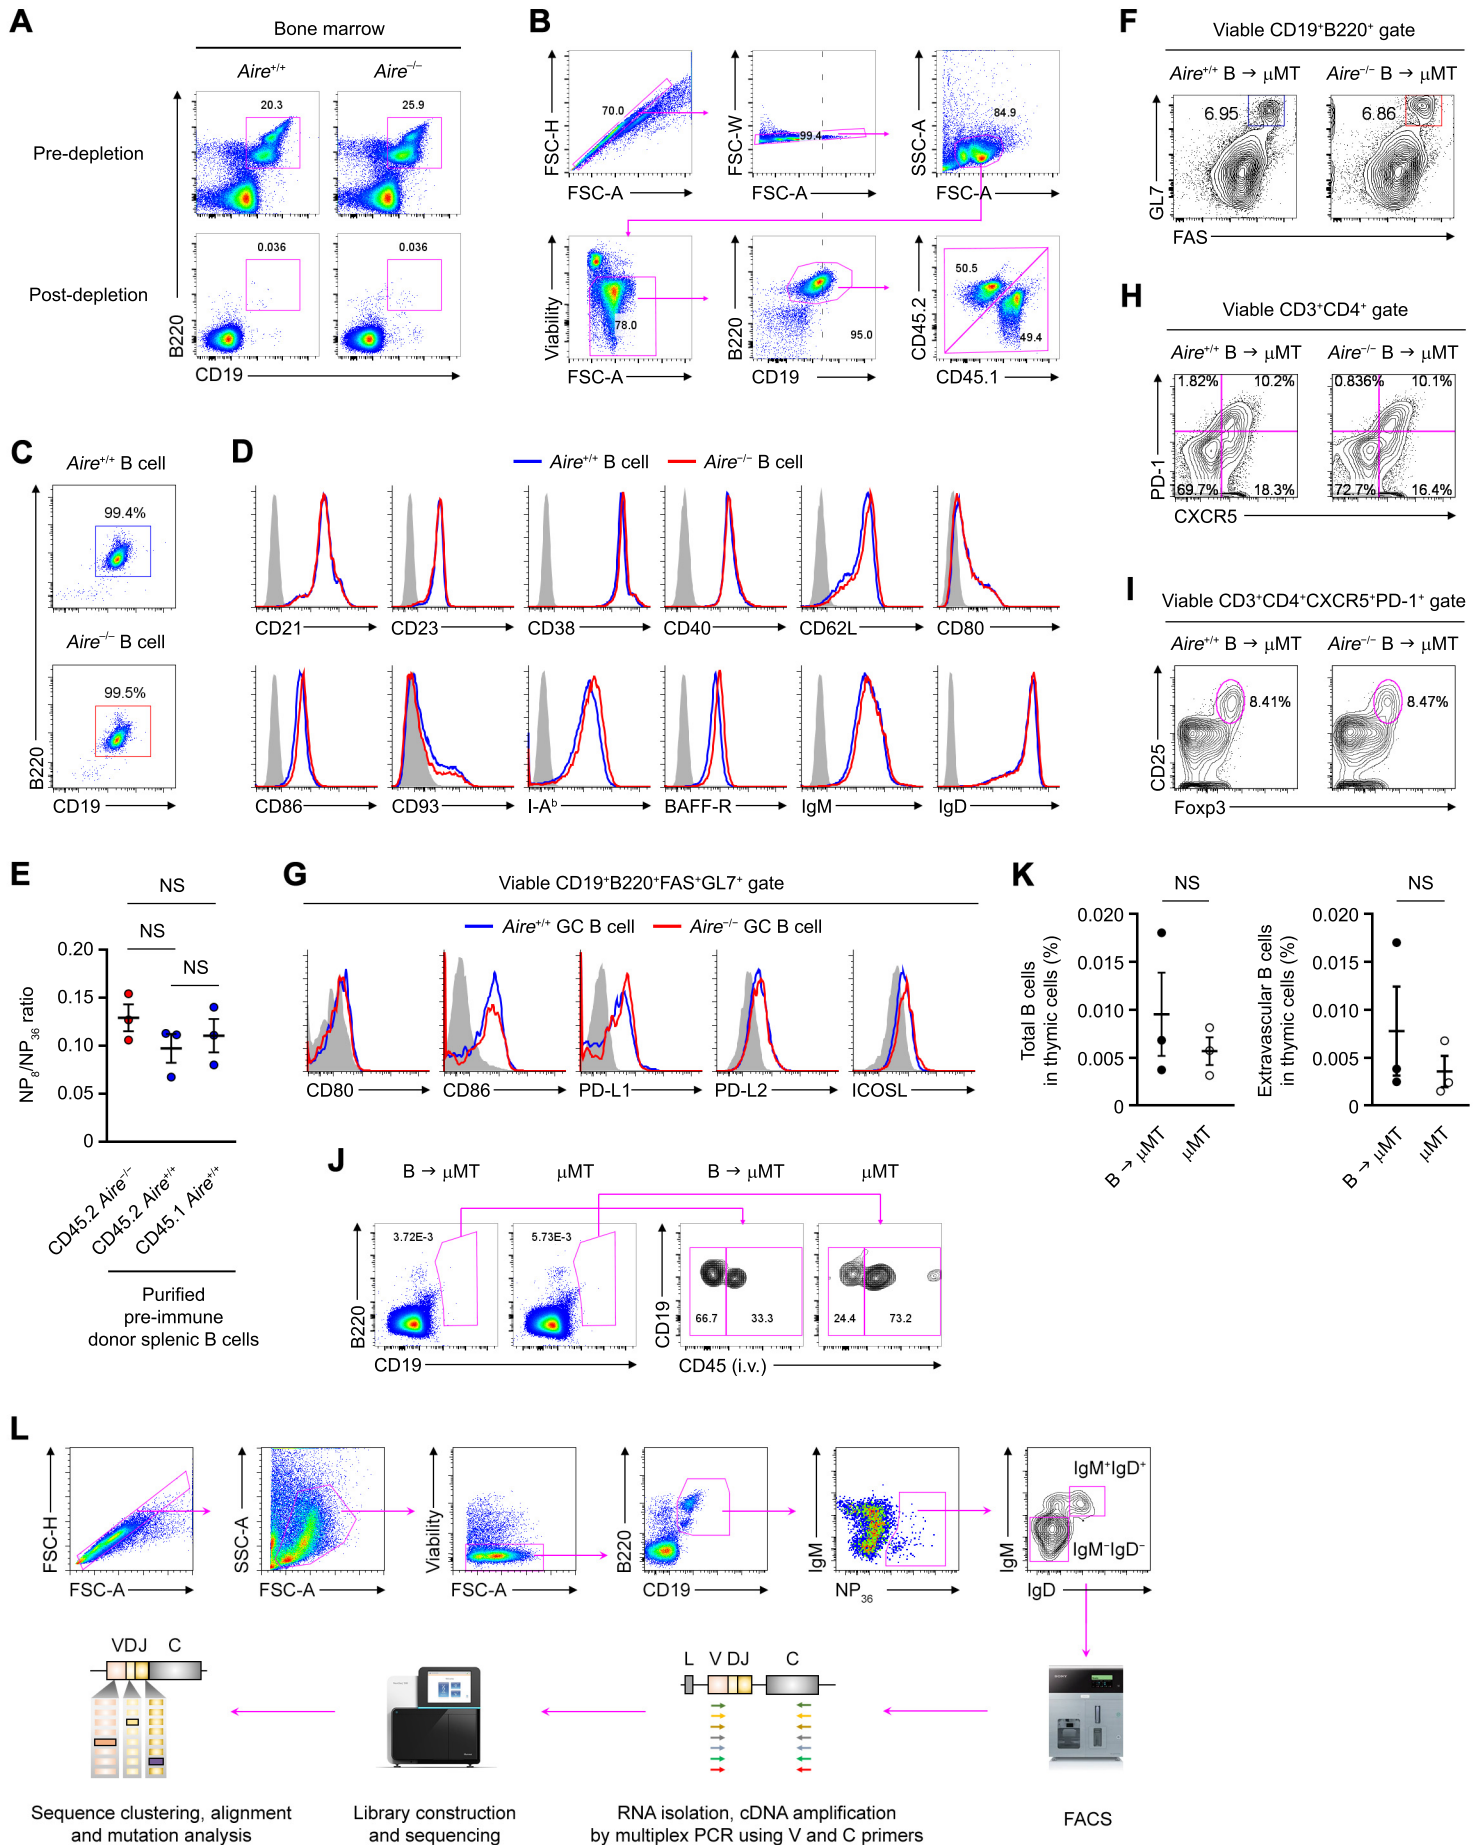 A
Bone marrow
Aire+/+
Aire−/−
Pre-depletion
20.3
25.9
Post-depletion
0.036
0.036
B220
CD19
B
70.0
FSC-H
FSC-A
99.4
FSC-W
FSC-A
84.9
SSC-A
FSC-A
78.0
Viability
FSC-A
95.0
B220
CD19
50.5
49.4
CD45.2
CD45.1
C
Aire+/+ B cell
99.4%
Aire−/− B cell
99.5%
B220
CD19
D
Aire+/+ B cell
Aire−/− B cell
CD21
CD23
CD38
CD40
CD62L
CD80
CD86
CD93
I-Ab
BAFF-R
IgM
IgD
E
NS
NS
NS
NP8/NP36 ratio
0.20
0.15
0.10
0.05
0
CD45.2 Aire−/−
CD45.2 Aire+/+
CD45.1 Aire+/+
Purified
pre-immune
donor splenic B cells
F
Viable CD19+B220+ gate
Aire+/+ B → μMT
Aire−/− B → μMT
6.95
6.86
GL7
FAS
G
Viable CD19+B220+FAS+GL7+ gate
Aire+/+ GC B cell
Aire−/− GC B cell
CD80
CD86
PD-L1
PD-L2
ICOSL
H
Viable CD3+CD4+ gate
Aire+/+ B → μMT
Aire−/− B → μMT
1.82%
10.2%
0.836%
10.1%
69.7%
18.3%
72.7%
16.4%
PD-1
CXCR5
I
Viable CD3+CD4+CXCR5+PD-1+ gate
Aire+/+ B → μMT
Aire−/− B → μMT
8.41%
8.47%
CD25
Foxp3
J
B → μMT
μMT
B → μMT
μMT
3.72E-3
5.73E-3
B220
CD19
66.7
33.3
24.4
73.2
CD19
CD45 (i.v.)
K
NS
Total B cells
in thymic cells (%)
0.020
0.015
0.010
0.005
0
B → μMT
μMT
NS
Extravascular B cells
in thymic cells (%)
0.020
0.015
0.010
0.005
0
B → μMT
μMT
L
FSC-H
FSC-A
SSC-A
FSC-A
Viability
FSC-A
B220
CD19
IgM
NP36
IgM+IgD+
IgM−IgD−
IgM
IgD
VDJ
C
L
V
DJ
C
Sequence clustering, alignment
and mutation analysis
Library construction
and sequencing
RNA isolation, cDNA amplification
by multiplex PCR using V and C primers
FACS